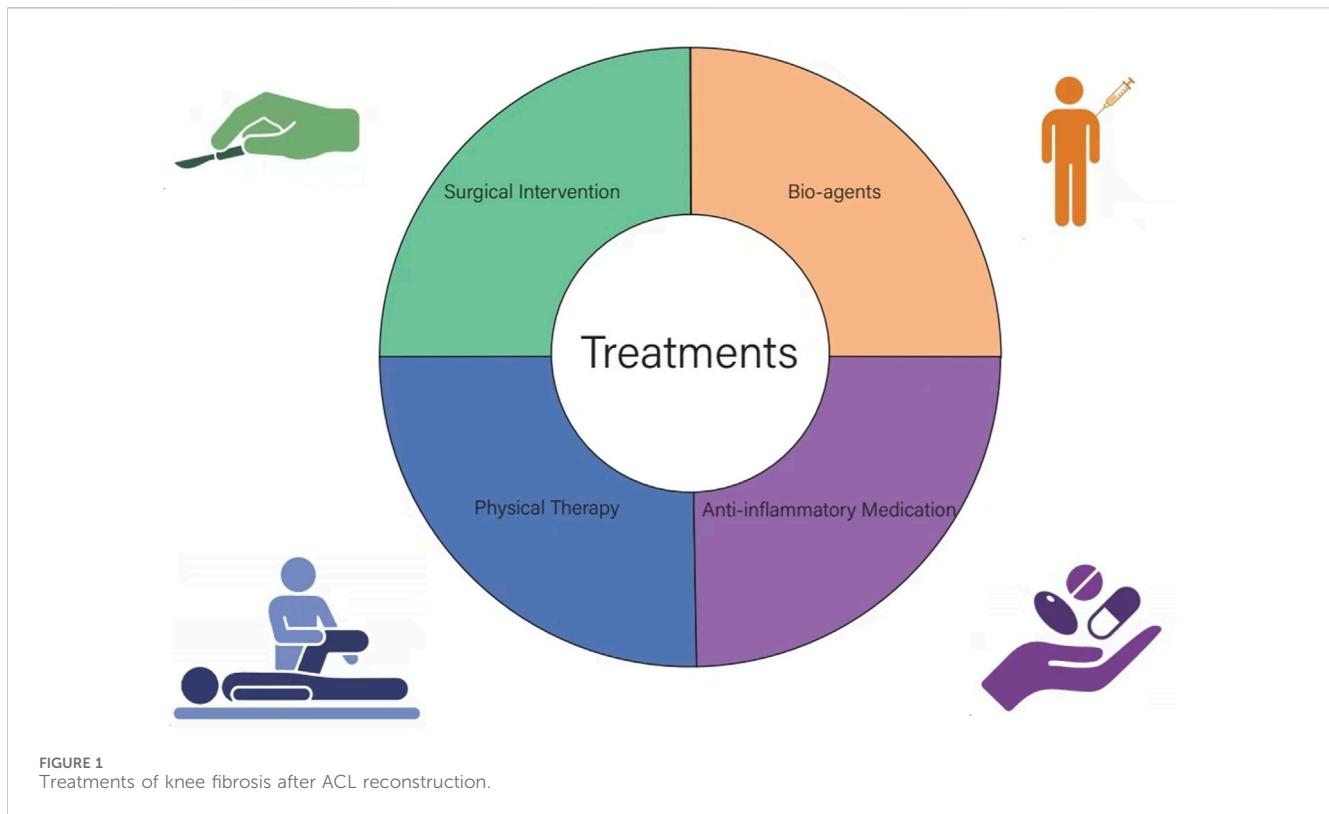 Surgical Intervention
Bio-agents
Treatments
Physical Therapy
Anti-inflammatory Medication
FIGURE 1
Treatments of knee fibrosis after ACL reconstruction.